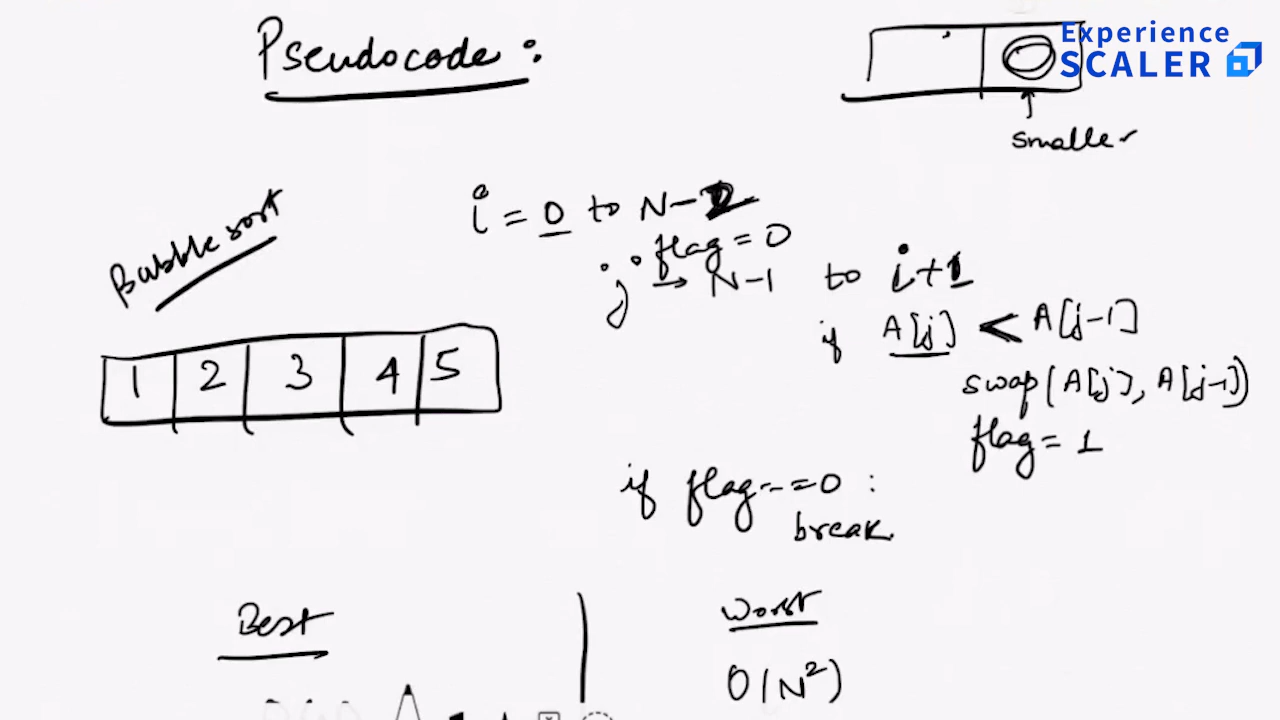 Pseudocode :
Experience
SCALER
smaller
Bubble sort
i = 0 to N-2
flag = 0
j → N-1 to i+1
if A[j] < A[j-1]
swap(A[j], A[j-1])
flag = 1
1 2 3 4 5
if flag == 0 :
break.
Best
Worst
O(N²)